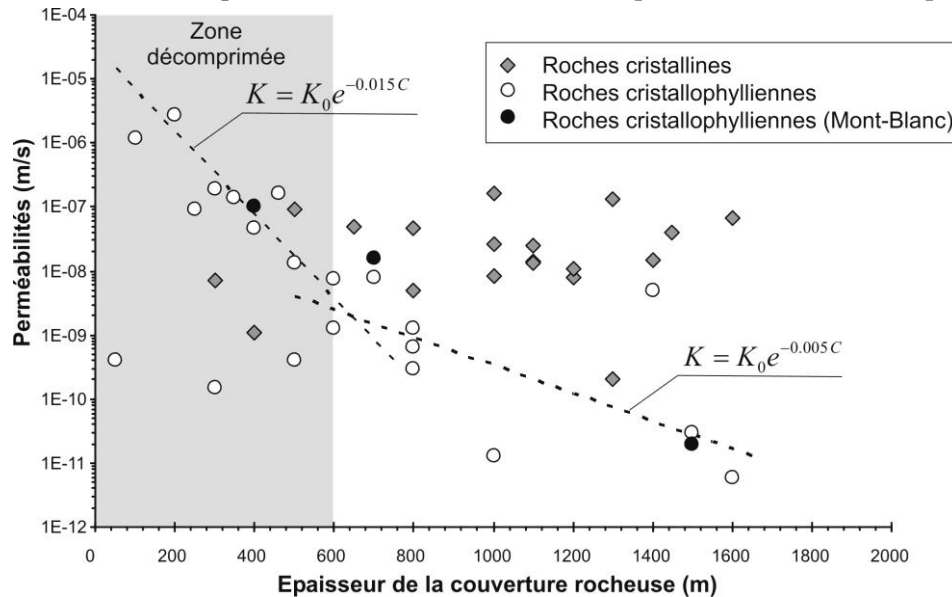 1E-04
1E-05
1E-06
1E-07
1E-08
1E-09
1E-10
1E-11
1E-12
Perméabilités (m/s)
Zone
décomprimée
K = K₀e^{-0.015 C}
Roches cristallines
Roches cristallophylliennes
Roches cristallophylliennes (Mont-Blanc)
K = K₀e^{-0.005 C}
0 200 400 600 800 1000 1200 1400 1600 1800 2000
Epaisseur de la couverture rocheuse (m)